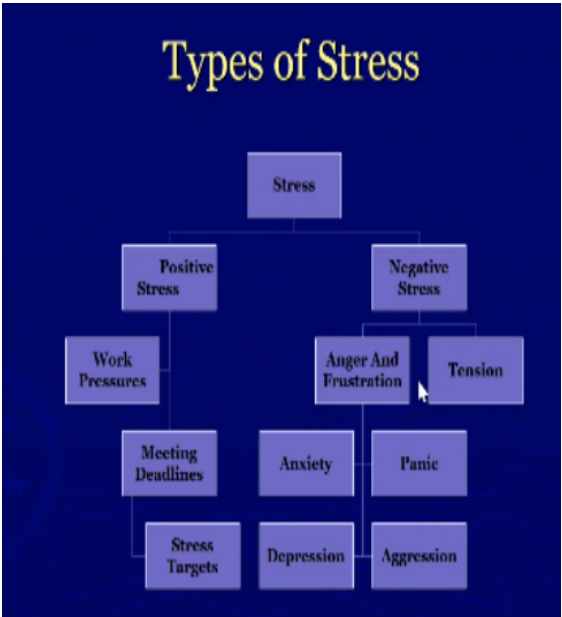 Types of Stress
Stress
Positive
Stress
Negative
Stress
Work
Pressures
Anger And
Frustration
Tension
Meeting
Deadlines
Anxiety
Panic
Stress
Targets
Depression
Aggression